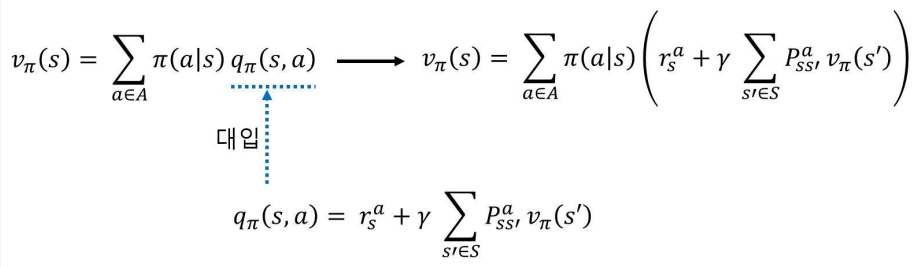 v_π(s) = ∑_{a∈A} π(a|s) q_π(s, a) ⟶ v_π(s) = ∑_{a∈A} π(a|s) ( r_s^a + γ ∑_{s′∈S} P_{ss′}^a v_π(s′) )
대입
q_π(s, a) = r_s^a + γ ∑_{s′∈S} P_{ss′}^a v_π(s′)